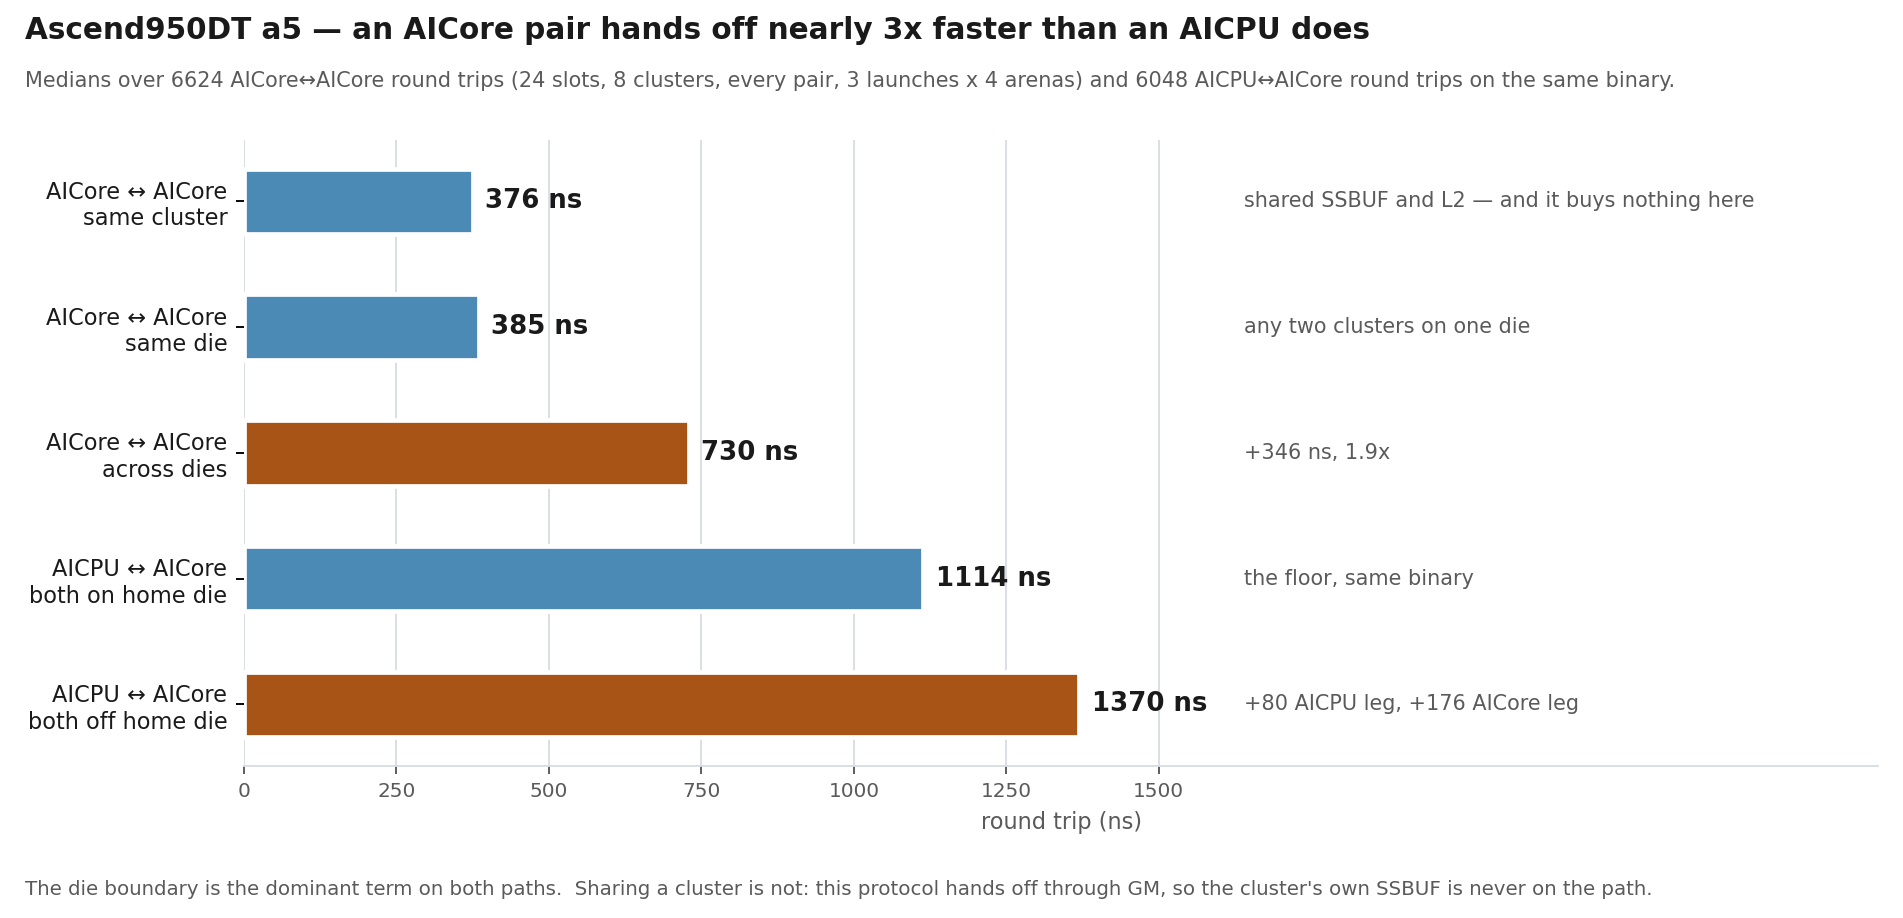 Ascend950DT a5 — an AICore pair hands off nearly 3x faster than an AICPU does
Medians over 6624 AICore↔AICore round trips (24 slots, 8 clusters, every pair, 3 launches x 4 arenas) and 6048 AICPU↔AICore round trips on the same binary.
AICore ↔ AICore
same cluster
376 ns
shared SSBUF and L2 — and it buys nothing here
AICore ↔ AICore
same die
385 ns
any two clusters on one die
AICore ↔ AICore
across dies
730 ns
+346 ns, 1.9x
AICPU ↔ AICore
both on home die
1114 ns
the floor, same binary
AICPU ↔ AICore
both off home die
1370 ns
+80 AICPU leg, +176 AICore leg
0 250 500 750 1000 1250 1500
round trip (ns)
The die boundary is the dominant term on both paths.  Sharing a cluster is not: this protocol hands off through GM, so the cluster's own SSBUF is never on the path.